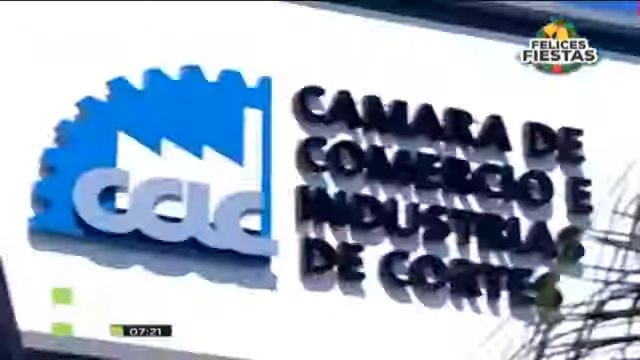 FELICES
FIESTAS
CAMARA DE
COMERCIO E
INDUSTRIAS
DE CORTES
CCIC
07:21